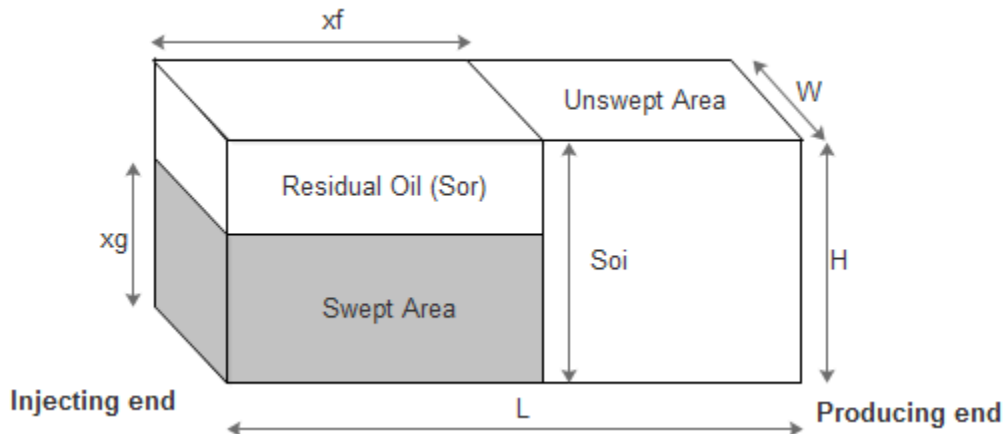 xf
W
Unswept Area
Residual Oil (Sor)
xg
Soi
H
Swept Area
Injecting end
L
Producing end